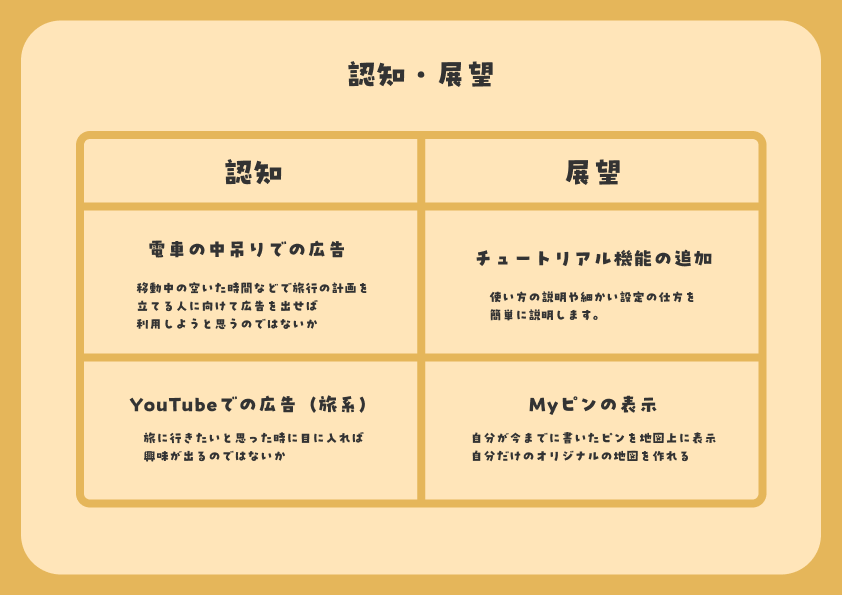 認知・展望
認知
展望
電車の中吊りでの広告
移動中の空いた時間などで旅行の計画を
立てる人に向けて広告を出せば
利用しようと思うのではないか
チュートリアル機能の追加
使い方の説明や細かい設定の仕方を
簡単に説明します。
YouTubeでの広告（旅系）
旅に行きたいと思った時に目に入れば
興味が出るのではないか
Myピンの表示
自分が今までに書いたピンを地図上に表示
自分だけのオリジナルの地図を作れる